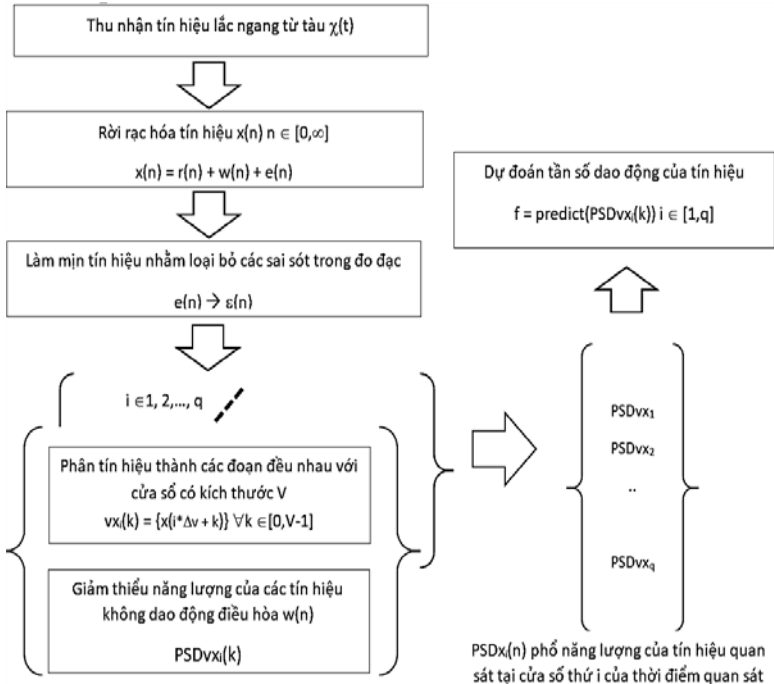 Thu nhận tín hiệu lắc ngang từ tàu χ(t)
Rời rạc hóa tín hiệu x(n) n ∈ [0,∞]
x(n) = r(n) + w(n) + e(n)
Làm mịn tín hiệu nhằm loại bỏ các sai sót trong đo đạc
e(n) → ε(n)
i ∈1, 2,..., q
Phân tín hiệu thành các đoạn đều nhau với
cửa sổ có kích thước V
vxᵢ(k) = {x(i*Δv + k)} ∀k ∈[0,V-1]
Giảm thiểu năng lượng của các tín hiệu
không dao động điều hòa w(n)
PSDvxᵢ(k)
Dự đoán tần số dao động của tín hiệu
f = predict(PSDvxᵢ(k)) i ∈ [1,q]
PSDvx₁
PSDvx₂
..
PSDvx_q
PSDxᵢ(n) phổ năng lượng của tín hiệu quan
sát tại cửa sổ thứ i của thời điểm quan sát